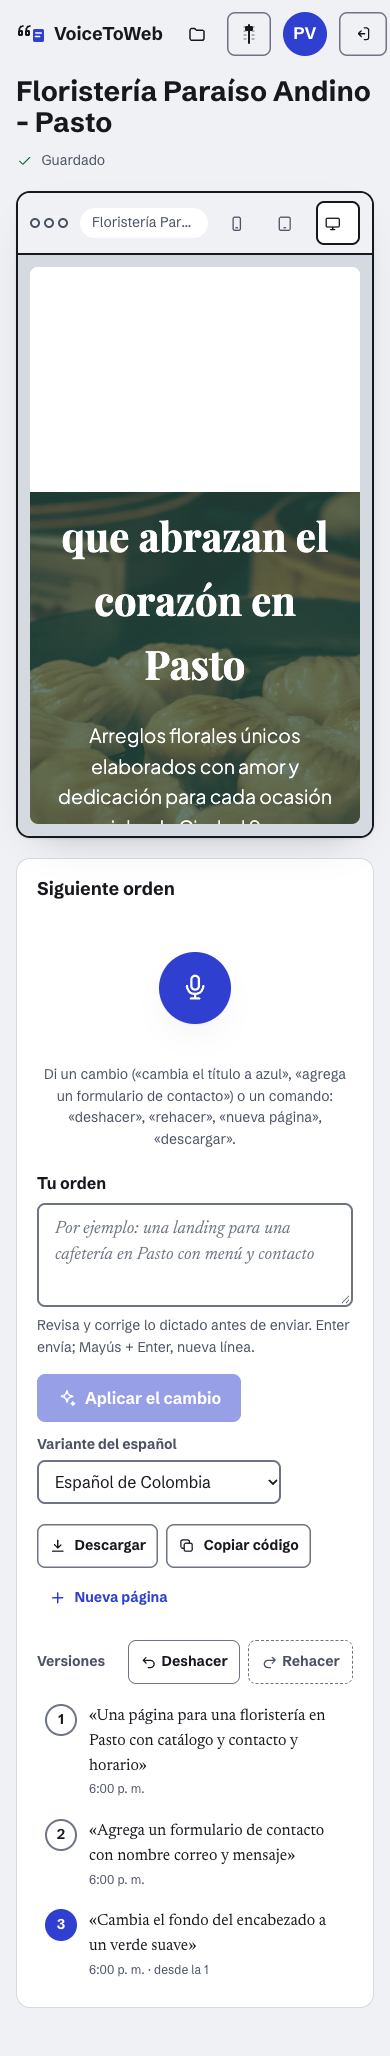 VoiceToWeb
PV
Floristería Paraíso Andino
- Pasto
Guardado
Floristería Par...
que abrazan el
corazón en
Pasto
Arreglos florales únicos
elaborados con amor y
dedicación para cada ocasión
Siguiente orden
Di un cambio («cambia el título a azul», «agrega
un formulario de contacto») o un comando:
«deshacer», «rehacer», «nueva página»,
«descargar».
Tu orden
Por ejemplo: una landing para una
cafetería en Pasto con menú y contacto
Revisa y corrige lo dictado antes de enviar. Enter
envía; Mayús + Enter, nueva línea.
Aplicar el cambio
Variante del español
Español de Colombia
Descargar
Copiar código
Nueva página
Versiones
Deshacer
Rehacer
1
«Una página para una floristería en
Pasto con catálogo y contacto y
horario»
6:00 p. m.
2
«Agrega un formulario de contacto
con nombre correo y mensaje»
6:00 p. m.
3
«Cambia el fondo del encabezado a
un verde suave»
6:00 p. m. · desde la 1